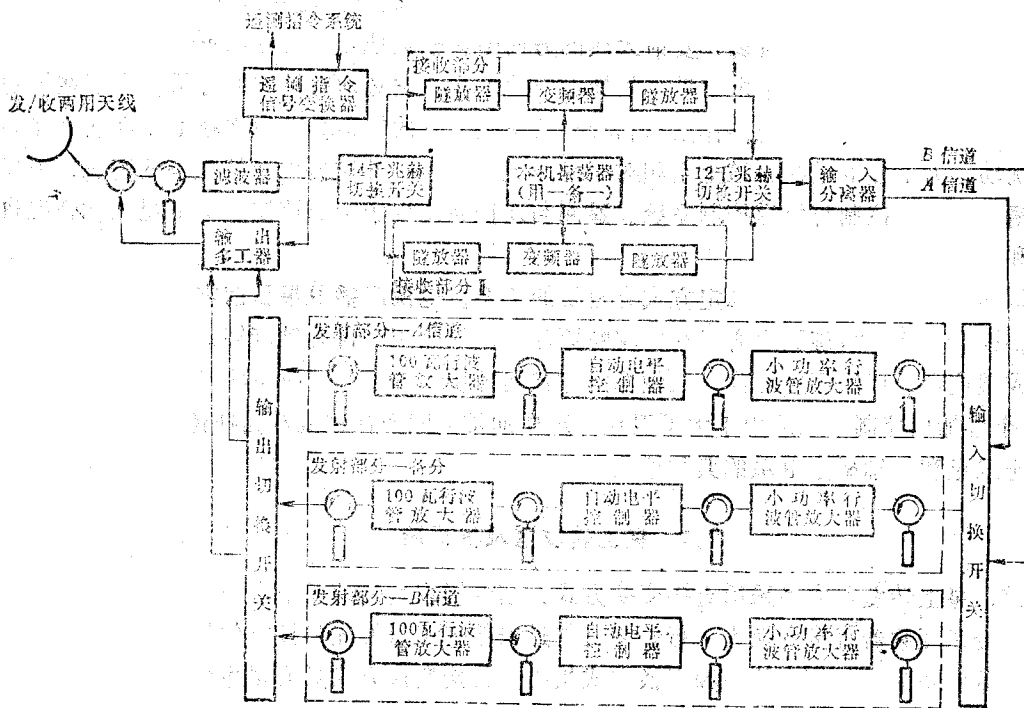 遥测指令系统
遥测指令
信号变换器
发/收两用天线
滤波器
输出
多工器
14千兆赫
切换开关
接收部分Ⅰ
隧放器
变频器
隧放器
本机振荡器
(用一备一)
12千兆赫
切换开关
输入
分离器
B信道
A信道
隧放器
变频器
隧放器
接收部分Ⅱ
发射部分—A信道
100瓦行波
管放大器
自动电平
控制器
小功率行
波管放大器
发射部分—备分
100瓦行波
管放大器
自动电平
控制器
小功率行
波管放大器
发射部分—B信道
100瓦行波
管放大器
自动电平
控制器
小功率行
波管放大器
输出切换开关
输入切换开关